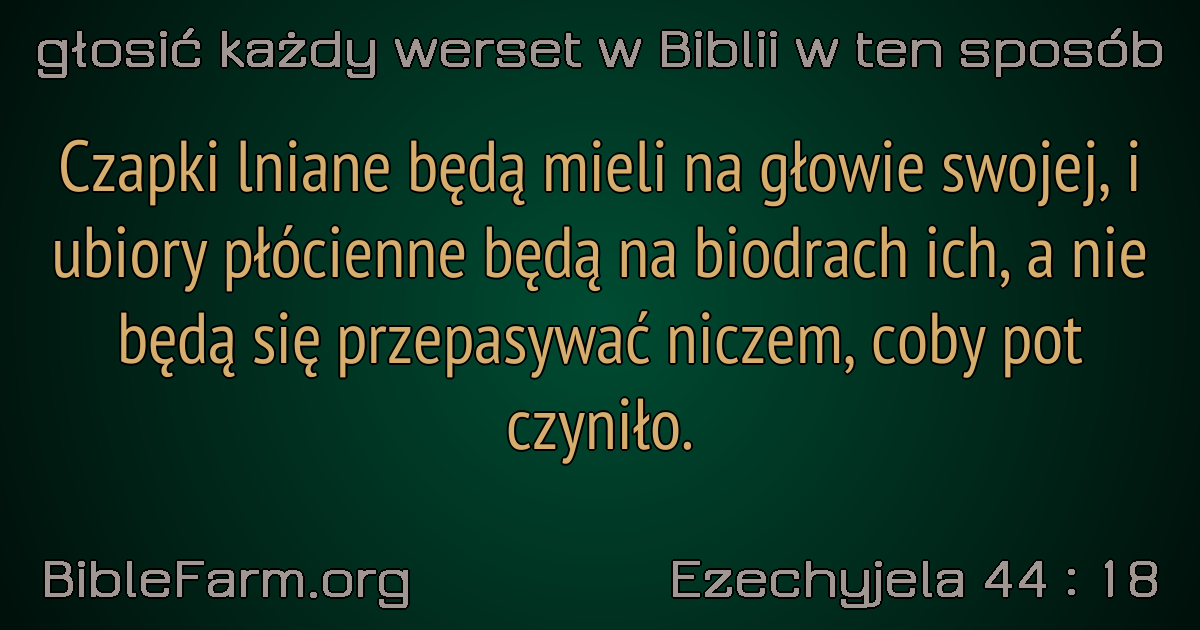 głosić każdy werset w Biblii w ten sposób
Czapki lniane będą mieli na głowie swojej, i
ubiory płócienne będą na biodrach ich, a nie
będą się przepasywać niczem, coby pot
czyniło.
BibleFarm.org
Ezechyjela 44 : 18